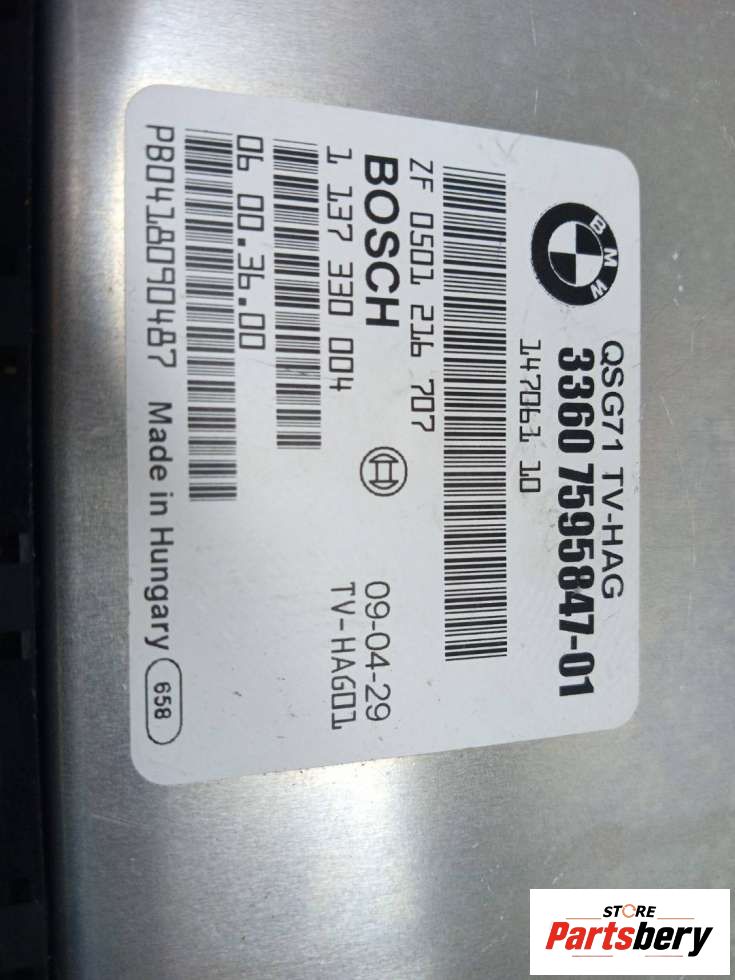 BMW
QSG71 TV-HAG
3360 7595847-01
147061 10
ZF 0501 216 707
BOSCH
09-04-29
1 137 330 004
TV-HAG01
06 00.36.00
PB0418090487 Made in Hungary 658
STORE
Partsbery